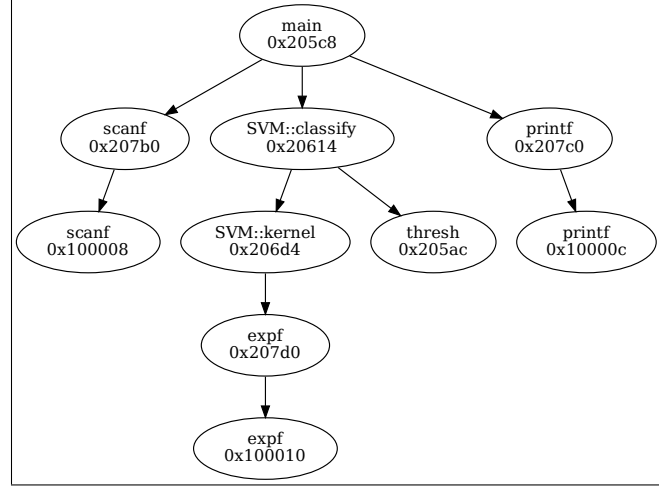 main
0x205c8
scanf
0x207b0
SVM::classify
0x20614
printf
0x207c0
scanf
0x100008
SVM::kernel
0x206d4
thresh
0x205ac
printf
0x10000c
expf
0x207d0
expf
0x100010